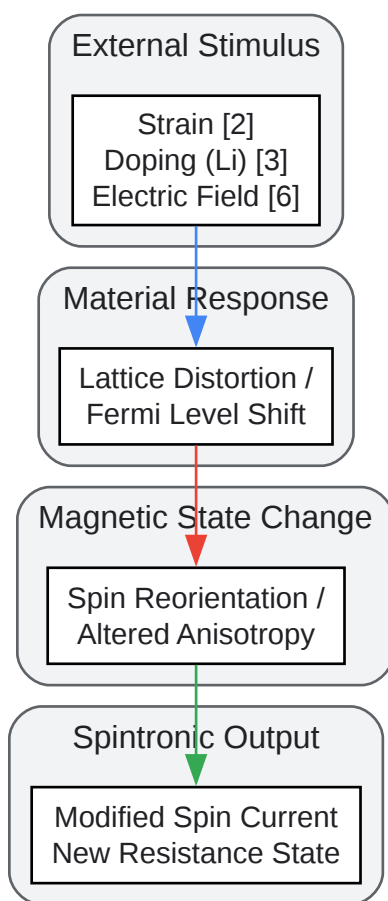 External Stimulus
Strain [2]
Doping (Li) [3]
Electric Field [6]
Material Response
Lattice Distortion /
Fermi Level Shift
Magnetic State Change
Spin Reorientation /
Altered Anisotropy
Spintronic Output
Modified Spin Current
New Resistance State